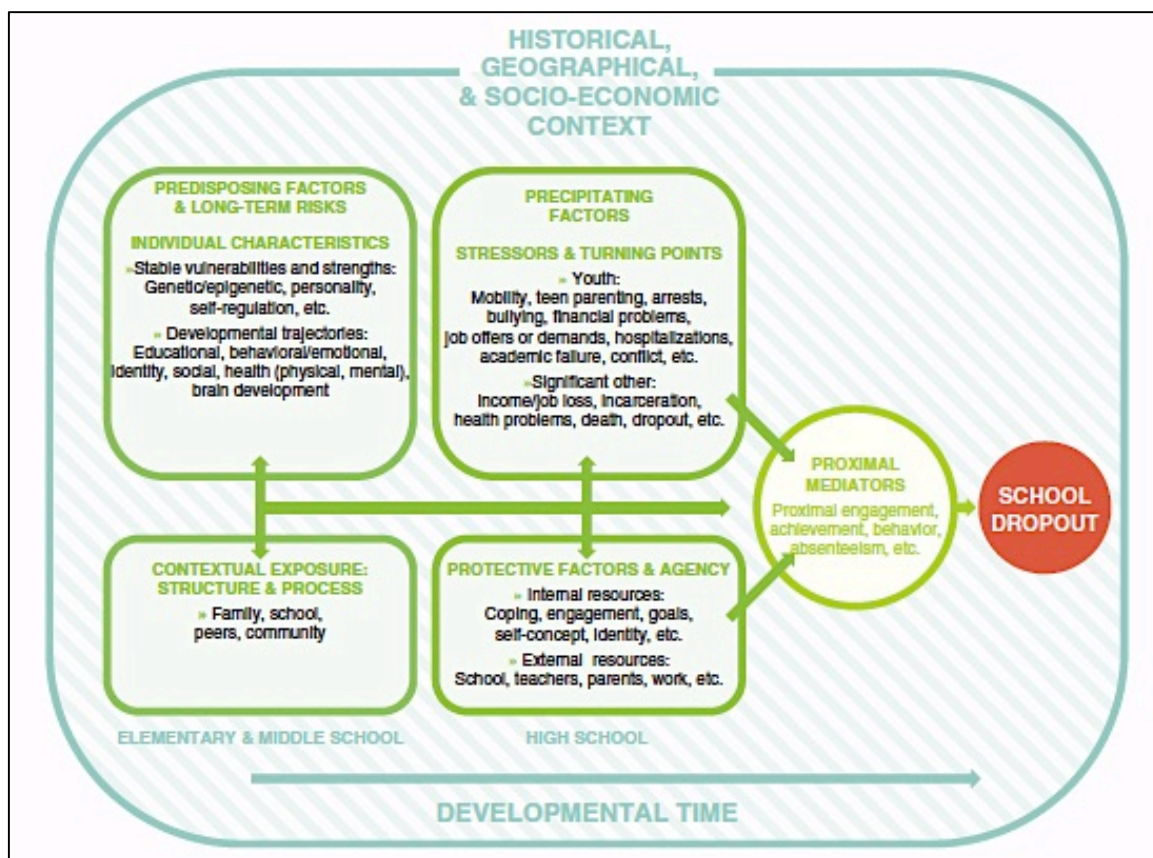 HISTORICAL,
GEOGRAPHICAL,
& SOCIO-ECONOMIC
CONTEXT
PREDISPOSING FACTORS
& LONG-TERM RISKS
INDIVIDUAL CHARACTERISTICS
»Stable vulnerabilities and strengths:
Genetic/epigenetic, personality,
self-regulation, etc.
» Developmental trajectories:
Educational, behavioral/emotional,
identity, social, health (physical, mental),
brain development
PRECIPITATING
FACTORS
STRESSORS & TURNING POINTS
» Youth:
Mobility, teen parenting, arrests,
bullying, financial problems,
job offers or demands, hospitalizations,
academic failure, conflict, etc.
»Significant other:
Income/job loss, incarceration,
health problems, death, dropout, etc.
CONTEXTUAL EXPOSURE:
STRUCTURE & PROCESS
» Family, school,
peers, community
PROTECTIVE FACTORS & AGENCY
» Internal resources:
Coping, engagement, goals,
self-concept, identity, etc.
» External resources:
School, teachers, parents, work, etc.
PROXIMAL
MEDIATORS
Proximal engagement,
achievement, behavior,
absenteeism, etc.
SCHOOL
DROPOUT
ELEMENTARY & MIDDLE SCHOOL
HIGH SCHOOL
DEVELOPMENTAL TIME